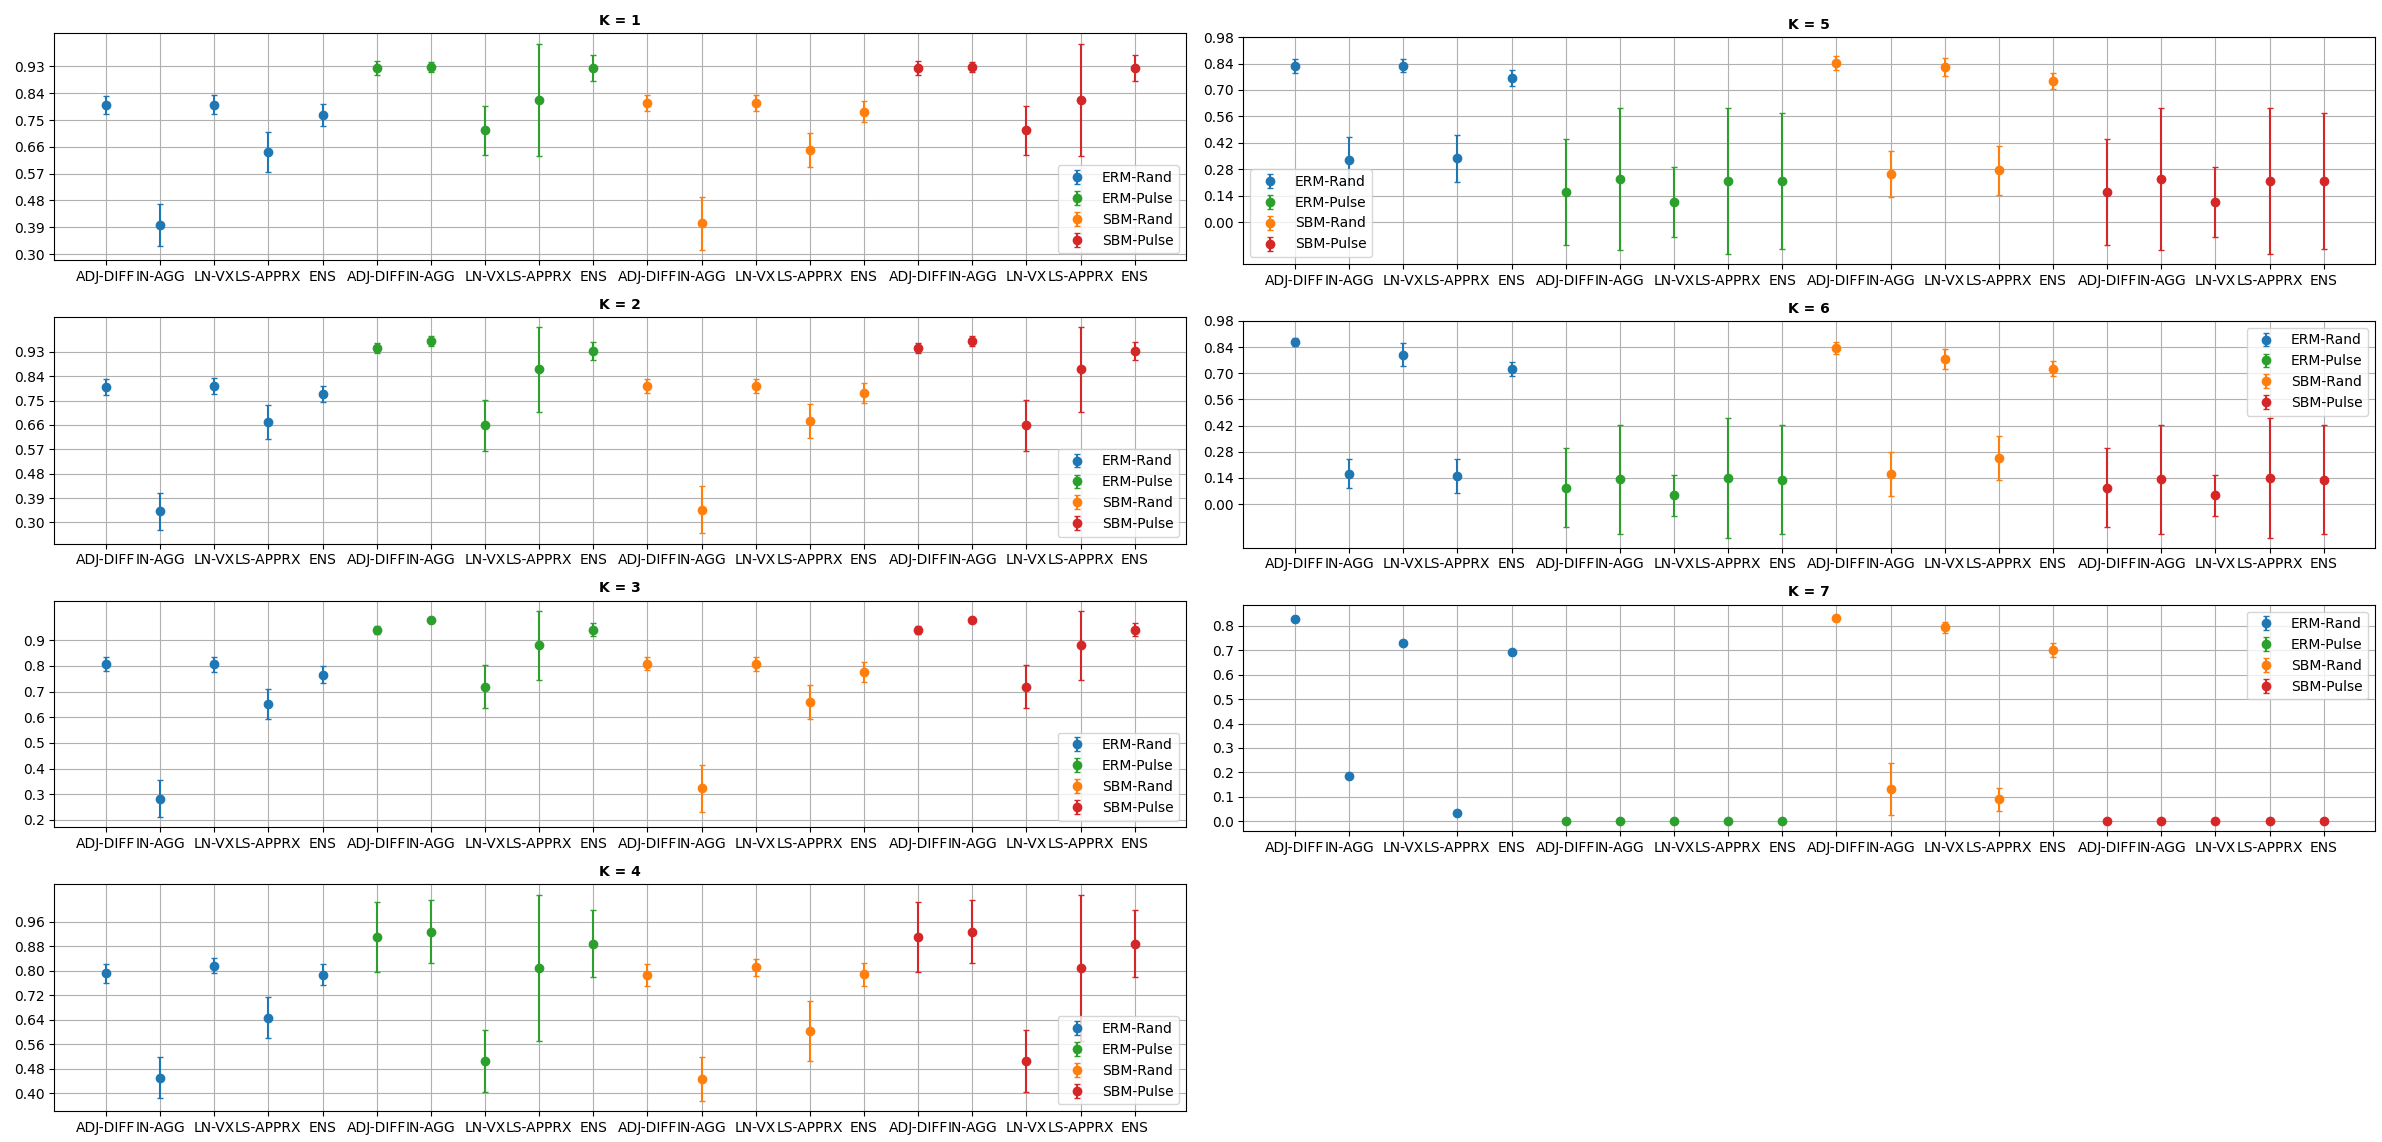 K = 1
0.93
0.84
0.75
0.66
0.57
0.48
0.39
0.30
ADJ-DIFF IN-AGG LN-VX LS-APPRX ENS ADJ-DIFF IN-AGG LN-VX LS-APPRX ENS ADJ-DIFF IN-AGG LN-VX LS-APPRX ENS ADJ-DIFF IN-AGG LN-VX LS-APPRX ENS
ERM-Rand
ERM-Pulse
SBM-Rand
SBM-Pulse
K = 2
0.93
0.84
0.75
0.66
0.57
0.48
0.39
0.30
ADJ-DIFF IN-AGG LN-VX LS-APPRX ENS ADJ-DIFF IN-AGG LN-VX LS-APPRX ENS ADJ-DIFF IN-AGG LN-VX LS-APPRX ENS ADJ-DIFF IN-AGG LN-VX LS-APPRX ENS
ERM-Rand
ERM-Pulse
SBM-Rand
SBM-Pulse
K = 3
0.9
0.8
0.7
0.6
0.5
0.4
0.3
0.2
ADJ-DIFF IN-AGG LN-VX LS-APPRX ENS ADJ-DIFF IN-AGG LN-VX LS-APPRX ENS ADJ-DIFF IN-AGG LN-VX LS-APPRX ENS ADJ-DIFF IN-AGG LN-VX LS-APPRX ENS
ERM-Rand
ERM-Pulse
SBM-Rand
SBM-Pulse
K = 4
0.96
0.88
0.80
0.72
0.64
0.56
0.48
0.40
ADJ-DIFF IN-AGG LN-VX LS-APPRX ENS ADJ-DIFF IN-AGG LN-VX LS-APPRX ENS ADJ-DIFF IN-AGG LN-VX LS-APPRX ENS ADJ-DIFF IN-AGG LN-VX LS-APPRX ENS
ERM-Rand
ERM-Pulse
SBM-Rand
SBM-Pulse
K = 5
0.98
0.84
0.70
0.56
0.42
0.28
0.14
0.00
ADJ-DIFF IN-AGG LN-VX LS-APPRX ENS ADJ-DIFF IN-AGG LN-VX LS-APPRX ENS ADJ-DIFF IN-AGG LN-VX LS-APPRX ENS ADJ-DIFF IN-AGG LN-VX LS-APPRX ENS
ERM-Rand
ERM-Pulse
SBM-Rand
SBM-Pulse
K = 6
0.98
0.84
0.70
0.56
0.42
0.28
0.14
0.00
ADJ-DIFF IN-AGG LN-VX LS-APPRX ENS ADJ-DIFF IN-AGG LN-VX LS-APPRX ENS ADJ-DIFF IN-AGG LN-VX LS-APPRX ENS ADJ-DIFF IN-AGG LN-VX LS-APPRX ENS
ERM-Rand
ERM-Pulse
SBM-Rand
SBM-Pulse
K = 7
0.8
0.7
0.6
0.5
0.4
0.3
0.2
0.1
0.0
ADJ-DIFF IN-AGG LN-VX LS-APPRX ENS ADJ-DIFF IN-AGG LN-VX LS-APPRX ENS ADJ-DIFF IN-AGG LN-VX LS-APPRX ENS ADJ-DIFF IN-AGG LN-VX LS-APPRX ENS
ERM-Rand
ERM-Pulse
SBM-Rand
SBM-Pulse